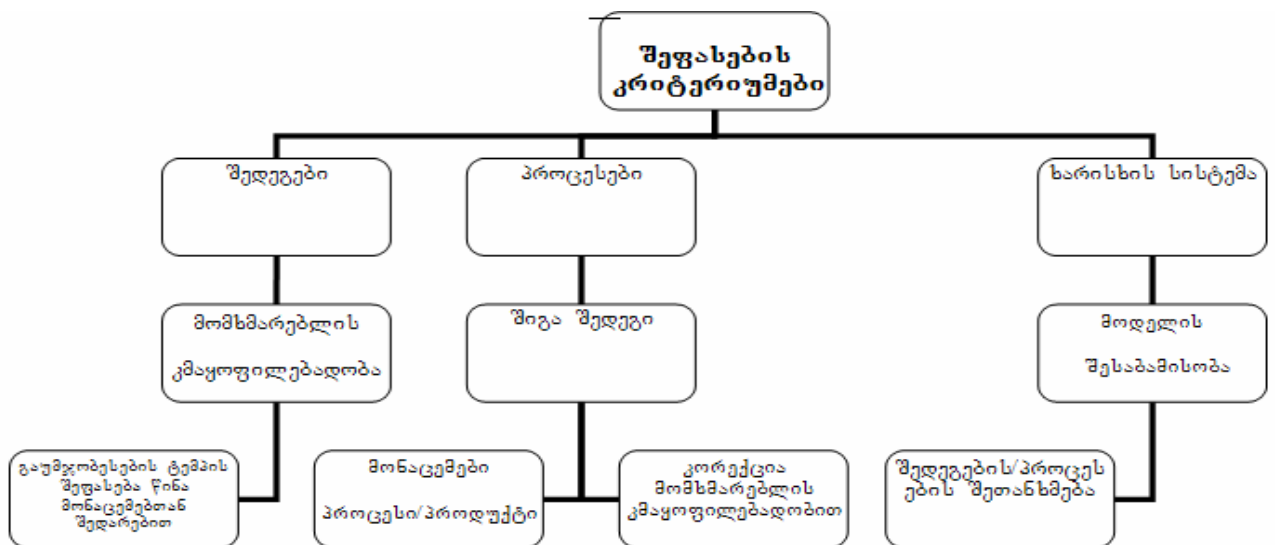 შეფასების
კრიტერიუმები
შედეგები
პროცესები
ხარისხის სისტემა
მომხმარებლის
კმაყოფილებადობა
შიგა შედეგი
მოდელის
შესაბამისობა
გაუმჯობესების ტემპის
შეფასება წინა
მონაცემებთან
შედარებით
მონაცემები
პროცესი/პროდუქტი
კორექცია
მომხმარებლის
კმაყოფილებადობით
შედეგების/პროცეს
ების შეთანხმება